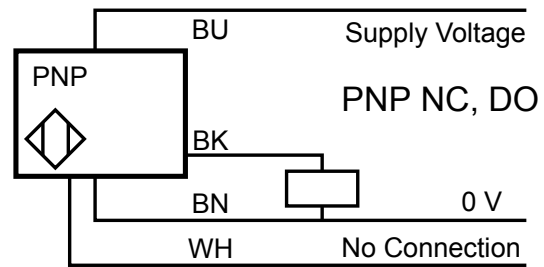 BU Supply Voltage
PNP
PNP NC, DO
BK
BN 0 V
WH No Connection